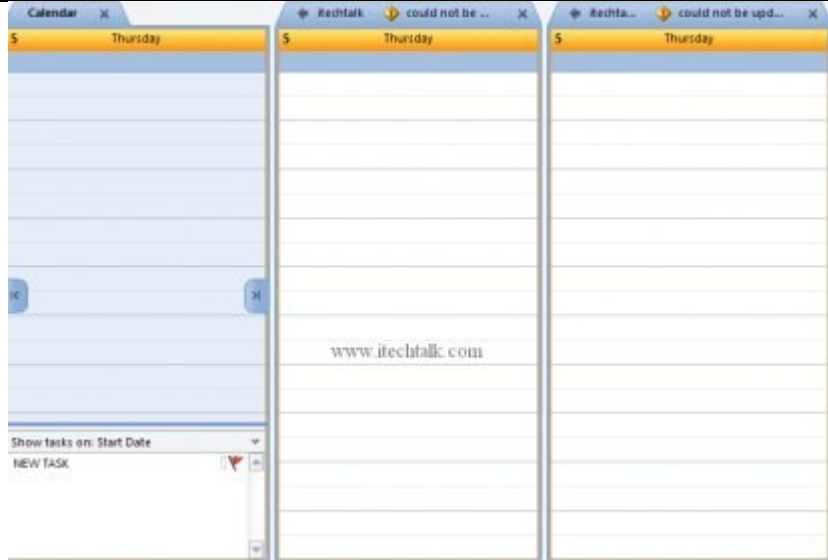 Calendar
5 Thursday
Show tasks on: Start Date
NEW TASK
itechtalk could not be ...
5 Thursday
www.itechtalk.com
itechta... could not be upd...
5 Thursday